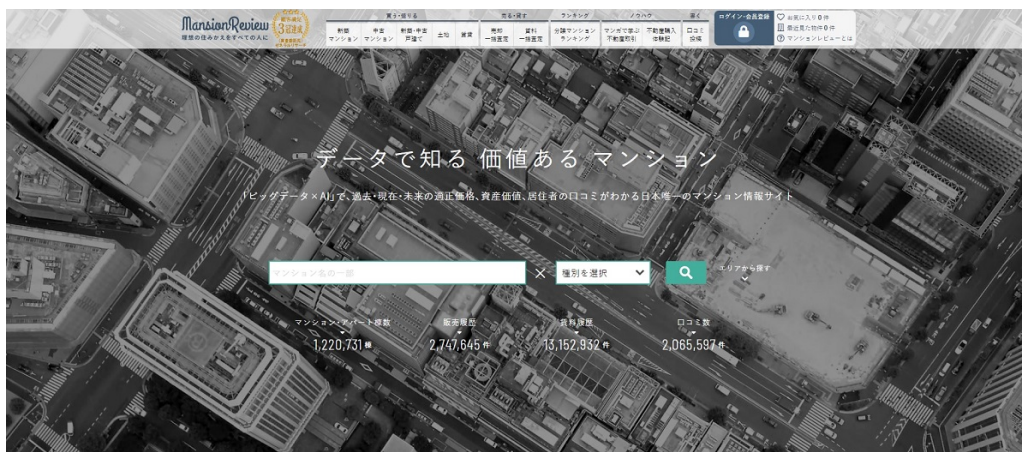 MansionReview
理想の住みかえをすべての人に
3冠達成
買う・借りる
売る・貸す
ランキング
ノウハウ
書く
新築
マンション
中古
マンション
新築・中古
戸建て
土地
賃貸
売却
一括査定
賃料
一括査定
分譲マンション
ランキング
マンガで学ぶ
不動産取引
不動産購入
体験記
口コミ
投稿
ログイン・会員登録
お気に入り0件
最近見た物件0件
マンションレビューとは
データで知る 価値ある マンション
「ビッグデータ×AI」で、過去・現在・未来の適正価格、資産価値、居住者の口コミがわかる日本唯一のマンション情報サイト
マンション名の一部
×
種別を選択
エリアから探す
マンション・アパート棟数
販売履歴
賃料履歴
口コミ数
1,220,731 棟
2,747,645 件
13,152,932 件
2,065,597 件